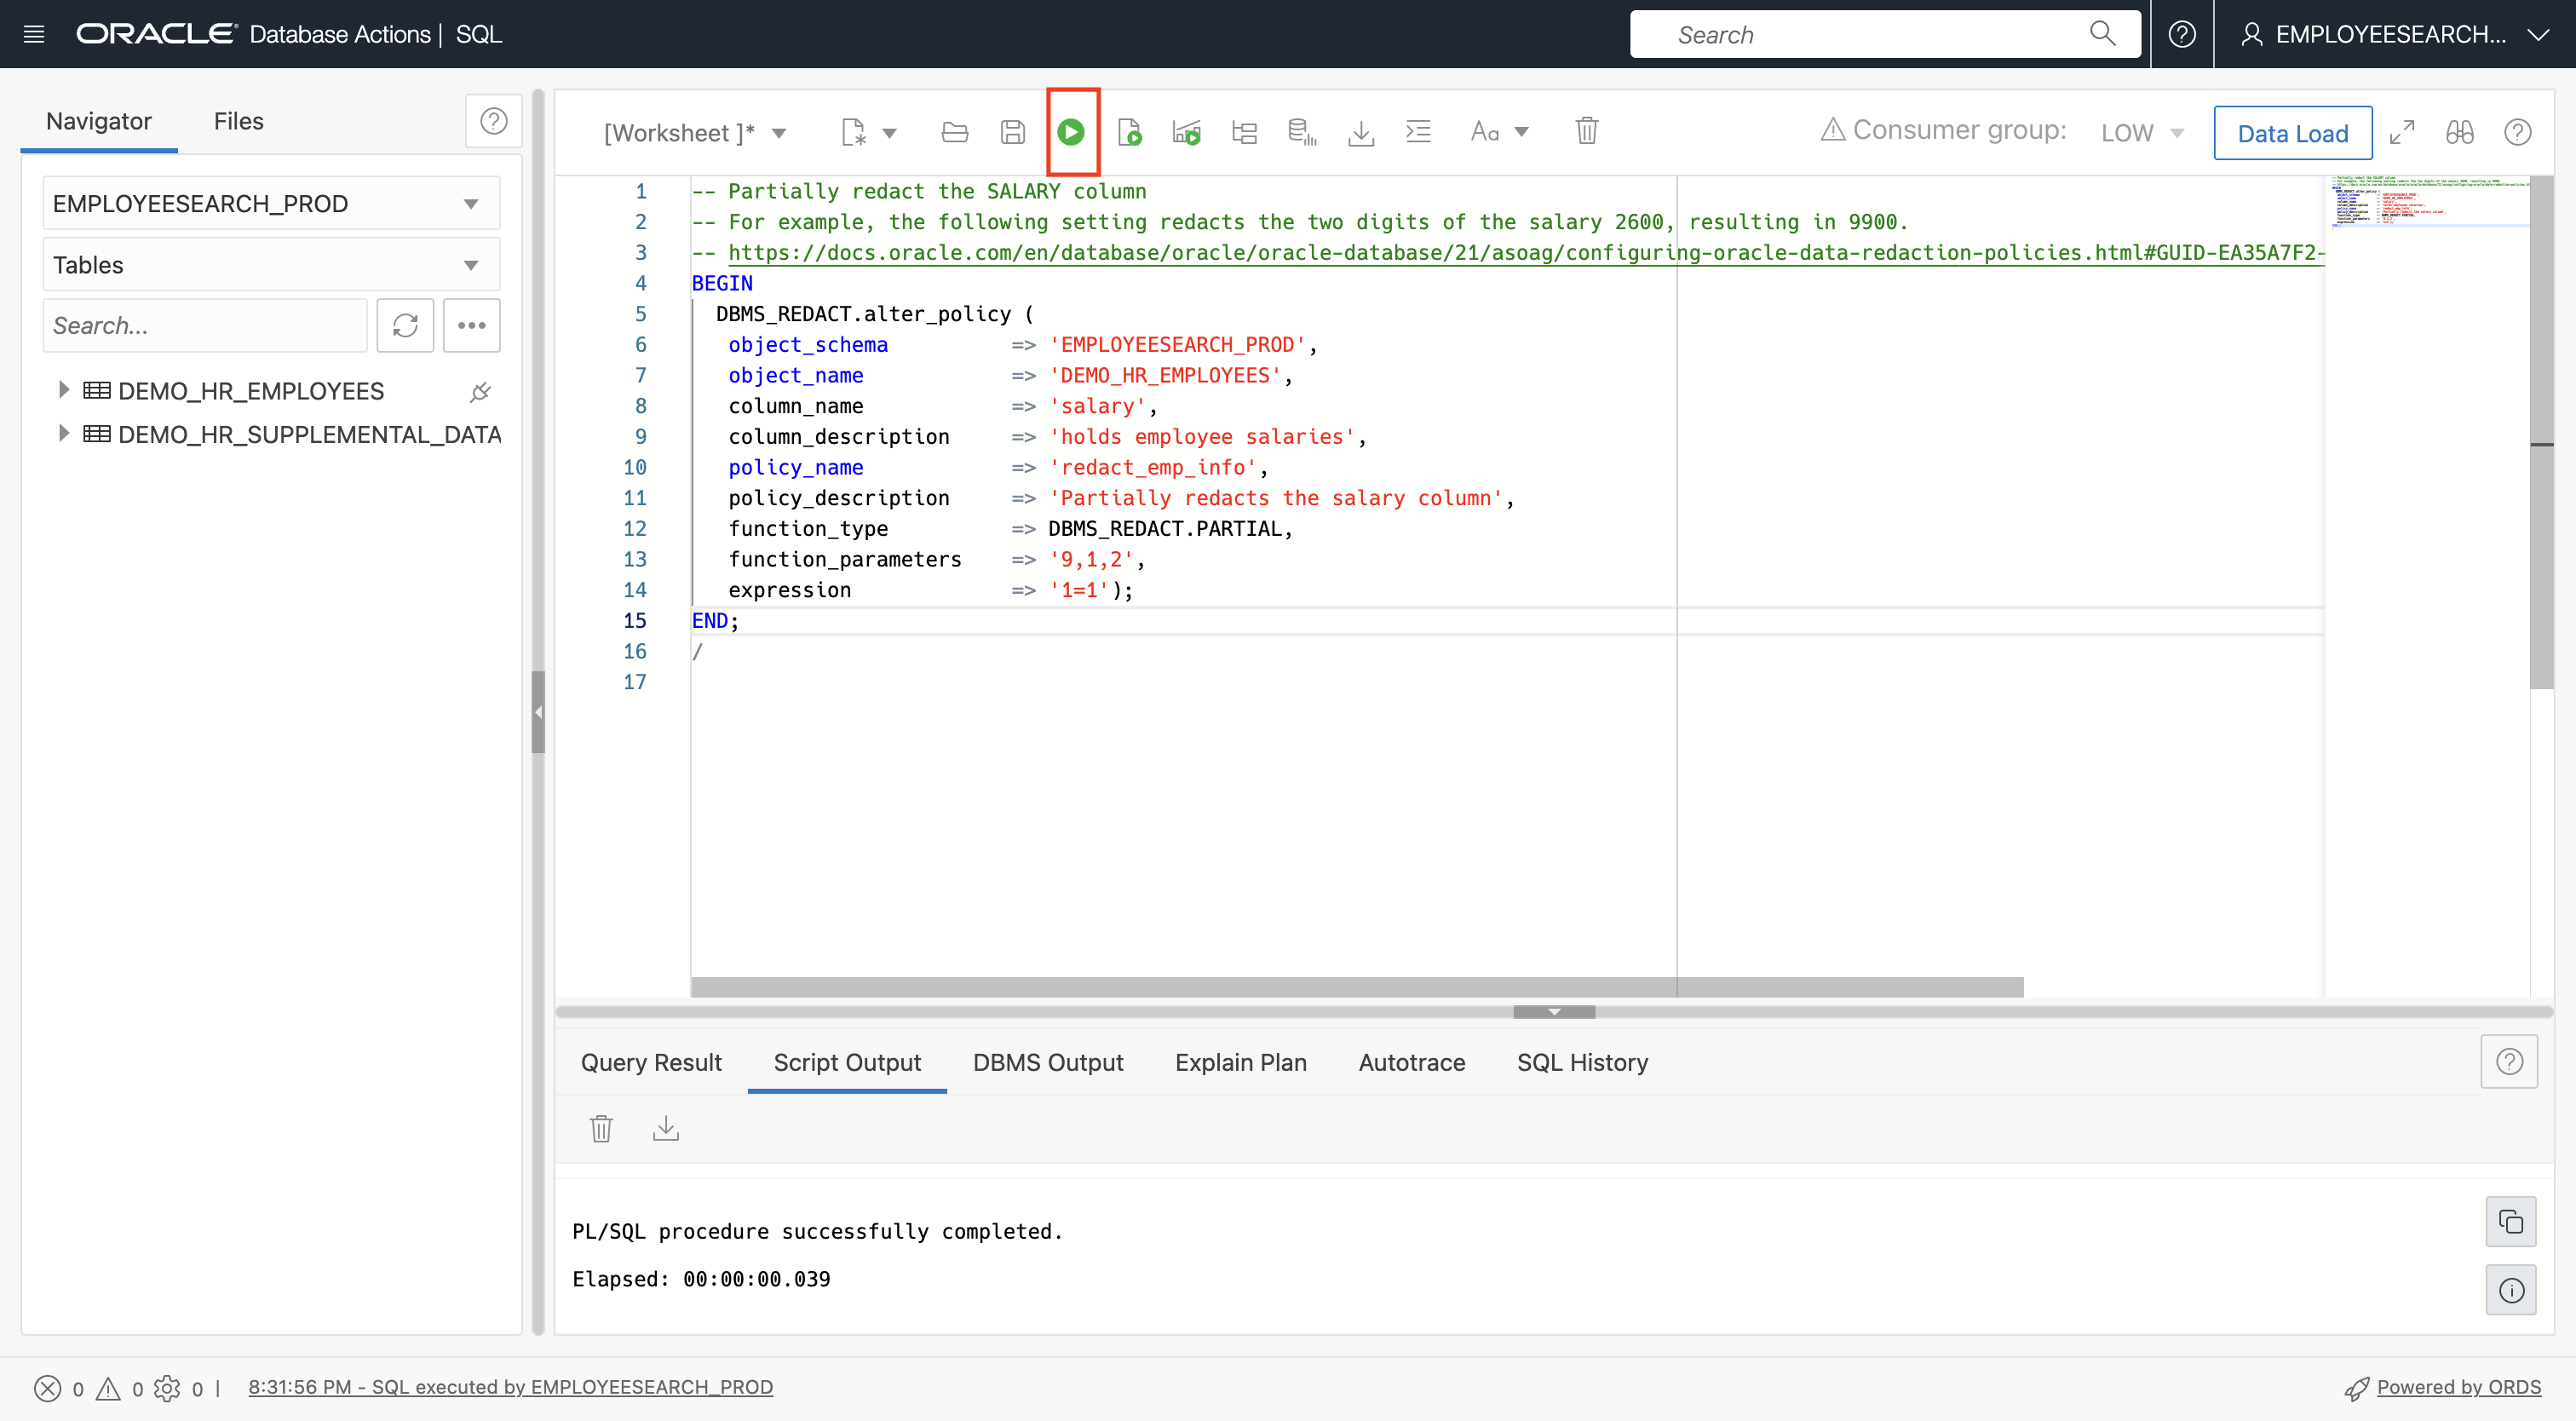 ORACLE Database Actions | SQL
Search
EMPLOYEESEARCH...
Navigator
Files
EMPLOYEESEARCH_PROD
Tables
Search...
DEMO_HR_EMPLOYEES
DEMO_HR_SUPPLEMENTAL_DATA
[Worksheet ]*
Aa
Consumer group:
LOW
Data Load
1 -- Partially redact the SALARY column
2 -- For example, the following setting redacts the two digits of the salary 2600, resulting in 9900.
3 -- https://docs.oracle.com/en/database/oracle/oracle-database/21/asoag/configuring-oracle-data-redaction-policies.html#GUID-EA35A7F2-
4 BEGIN
5 DBMS_REDACT.alter_policy (
6 object_schema => 'EMPLOYEESEARCH_PROD',
7 object_name => 'DEMO_HR_EMPLOYEES',
8 column_name => 'salary',
9 column_description => 'holds employee salaries',
10 policy_name => 'redact_emp_info',
11 policy_description => 'Partially redacts the salary column',
12 function_type => DBMS_REDACT.PARTIAL,
13 function_parameters => '9,1,2',
14 expression => '1=1');
15 END;
16 /
17
Query Result
Script Output
DBMS Output
Explain Plan
Autotrace
SQL History
PL/SQL procedure successfully completed.
Elapsed: 00:00:00.039
0 0 0 | 8:31:56 PM - SQL executed by EMPLOYEESEARCH_PROD
Powered by ORDS